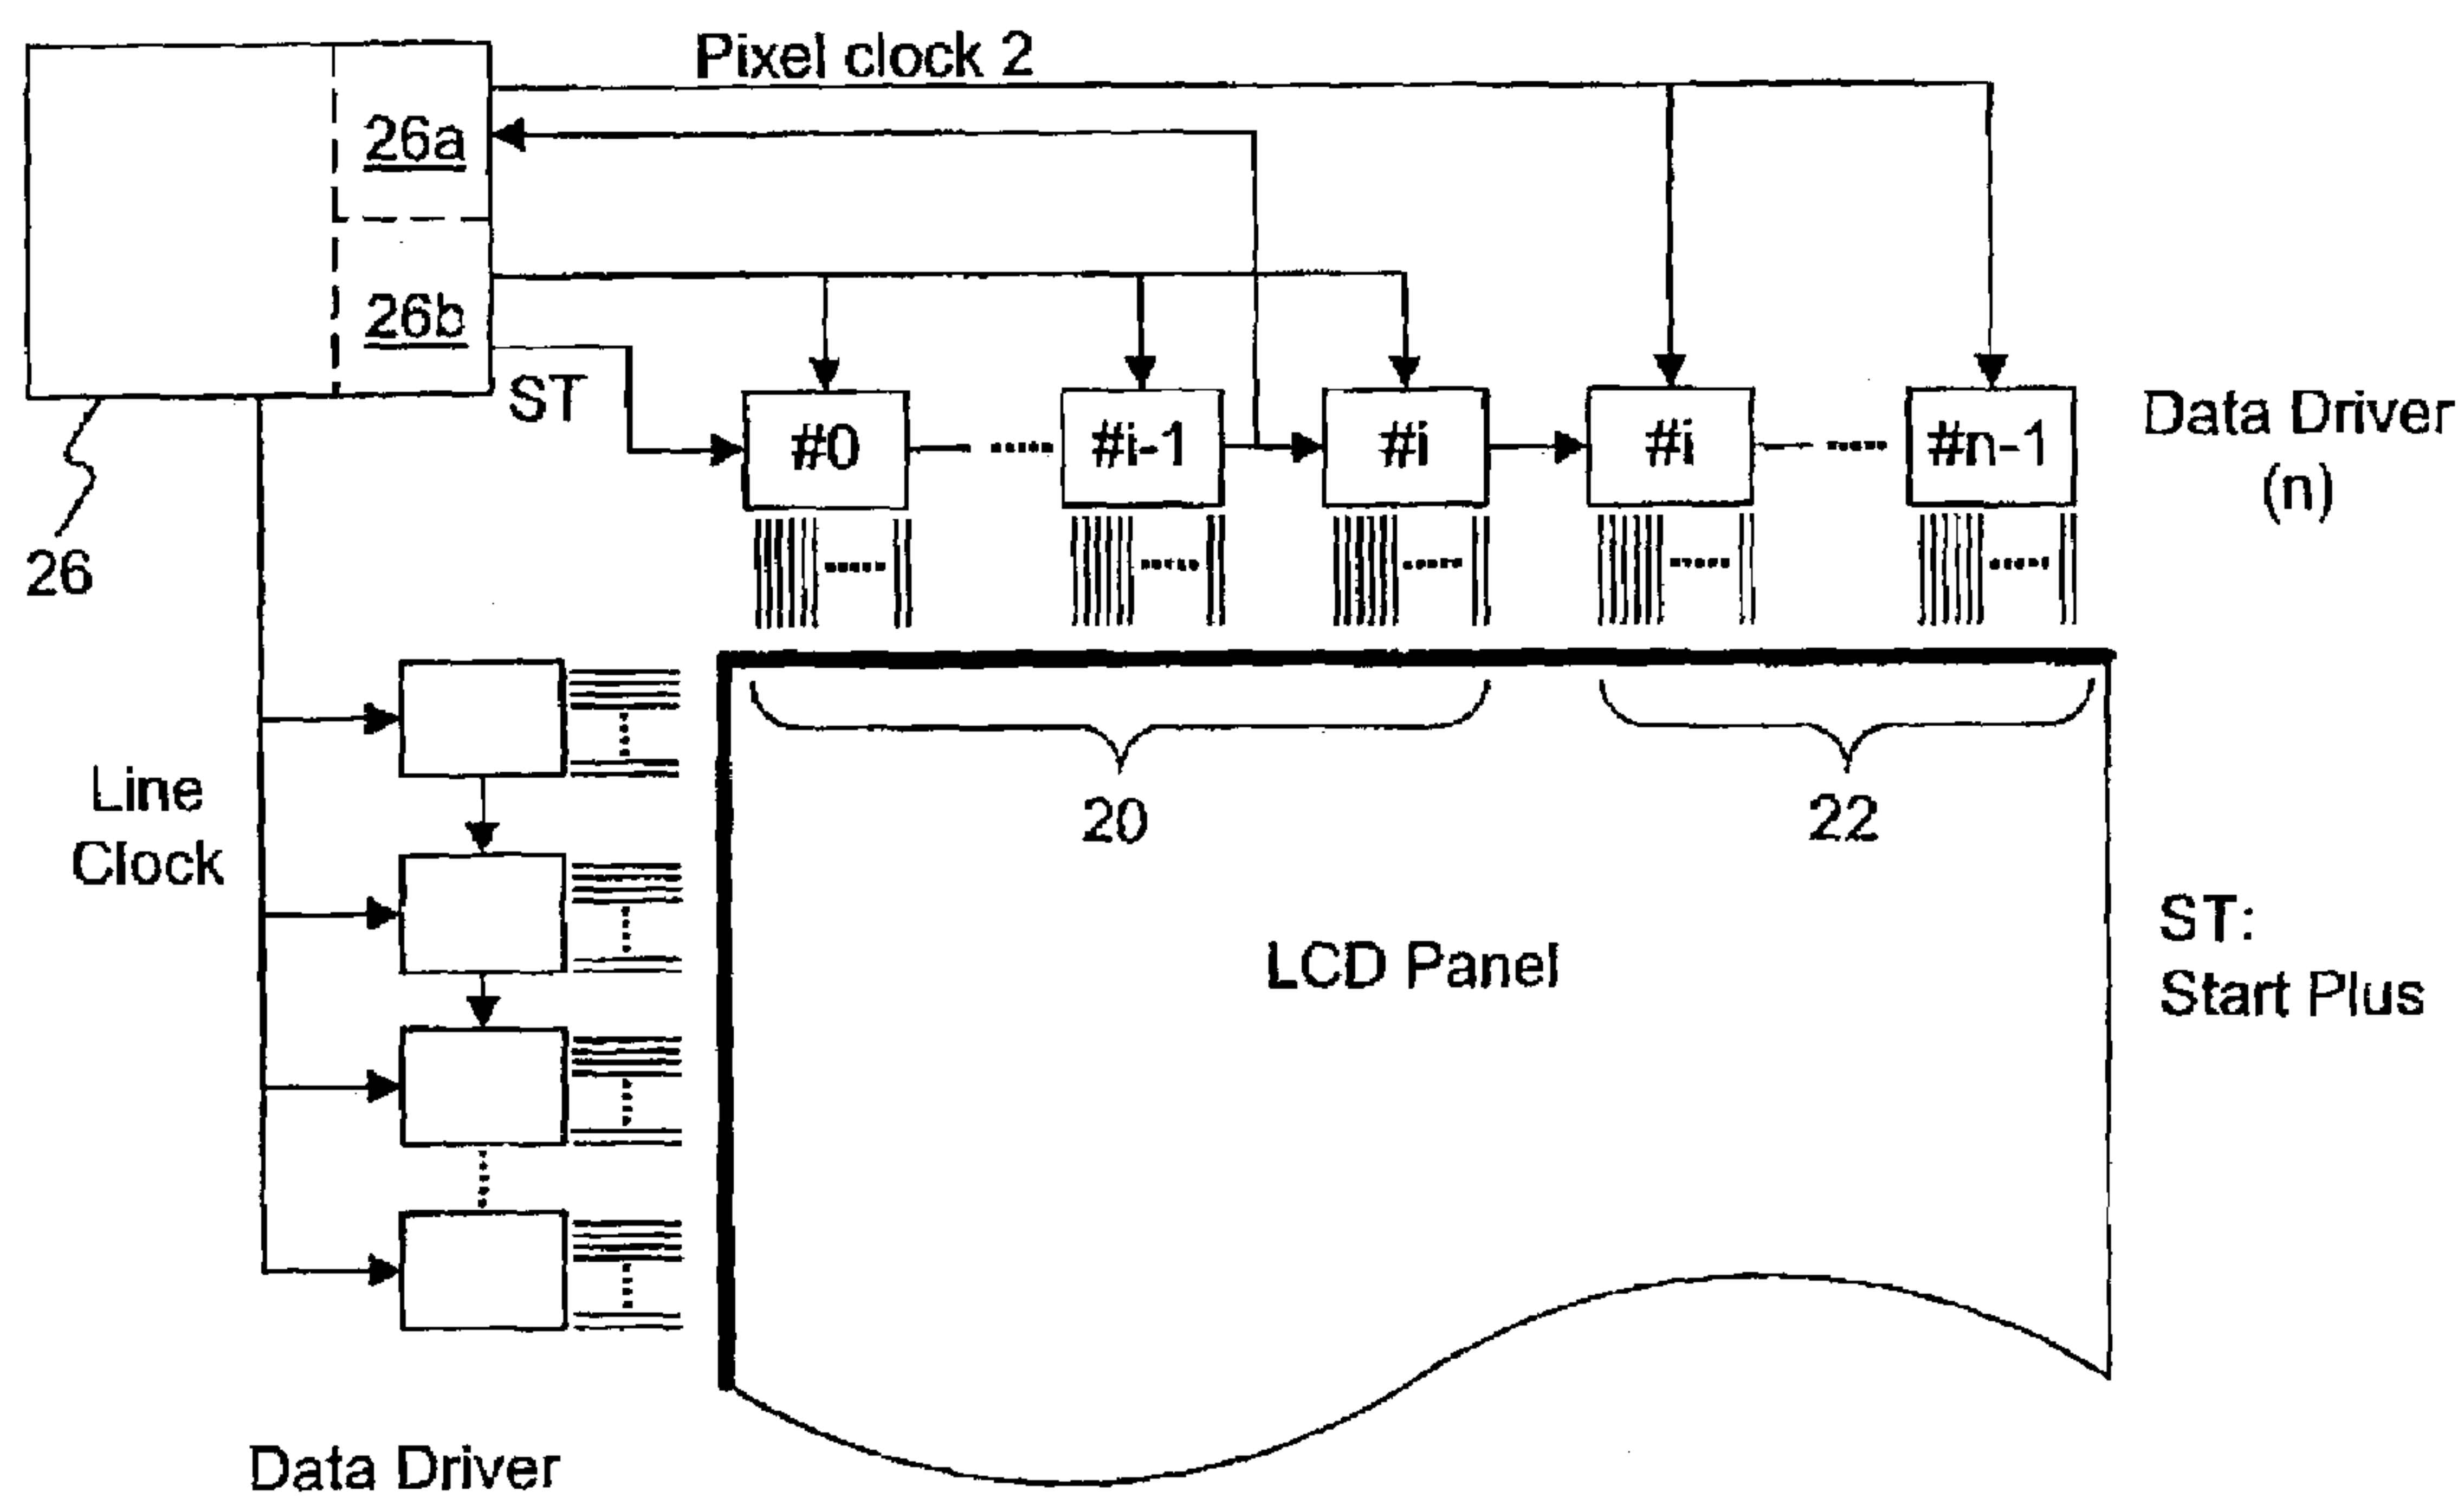 Pixel clock 2
26a
26b
ST
#0
#i-1
#i
#i
#n-1
Data Driver
(n)
26
Line
Clock
20
22
LCD Panel
ST:
Start Plus
Data Driver